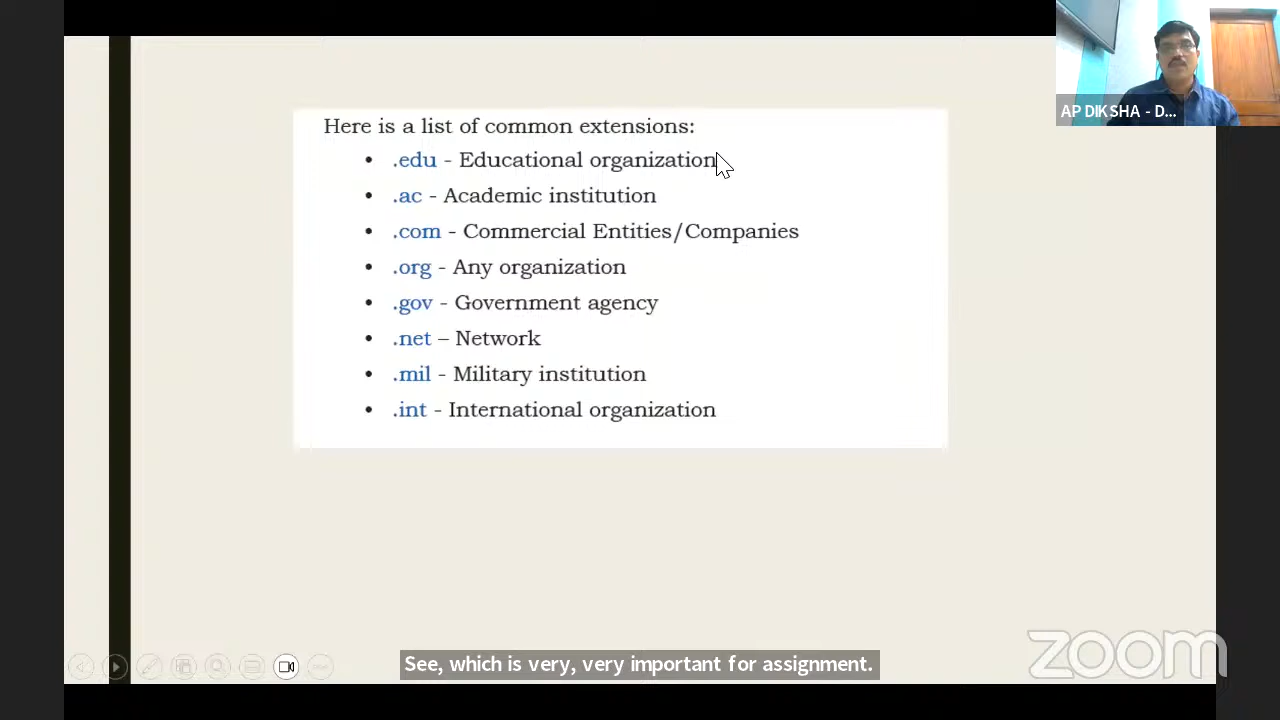 AP DIKSHA - D...
Here is a list of common extensions:
• .edu - Educational organization
• .ac - Academic institution
• .com - Commercial Entities/Companies
• .org - Any organization
• .gov - Government agency
• .net – Network
• .mil - Military institution
• .int - International organization
zoom
See, which is very, very important for assignment.